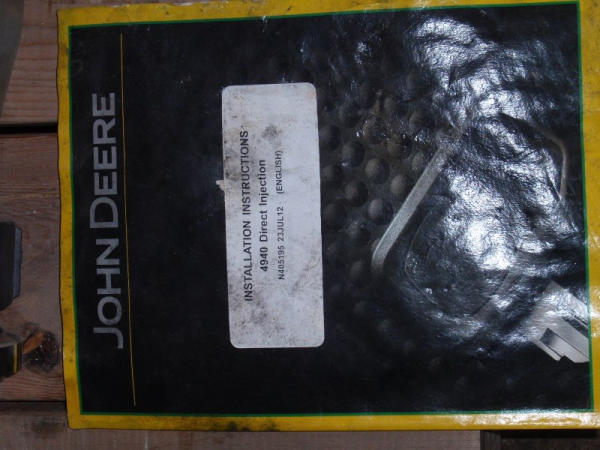 JOHN DEERE
INSTALLATION INSTRUCTIONS
4940 Direct Injection
N405195 23JUL12 (ENGLISH)